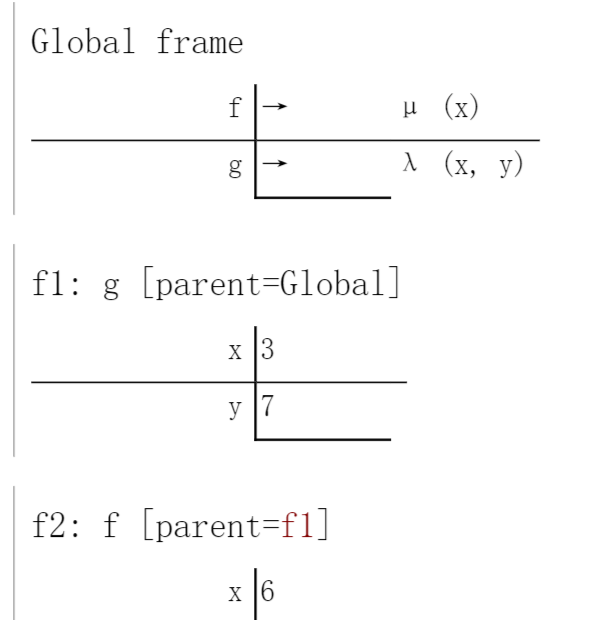 Global frame
f → μ (x)
g → λ (x, y)
f1: g [parent=Global]
x 3
y 7
f2: f [parent=f1]
x 6